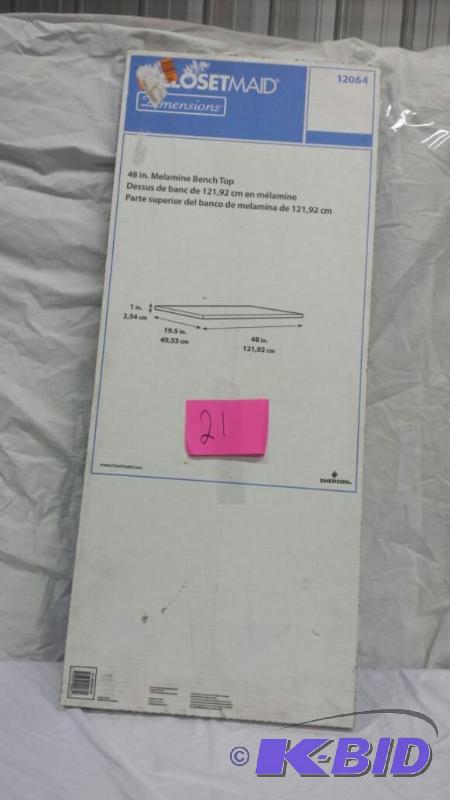 CLOSETMAID®
Dimensions
12064
48 in. Melamine Bench Top
Dessus de banc de 121,92 cm en mélamine
Parte superior del banco de melamina de 121,92 cm
1 in.
2,54 cm
19.5 in.
49,53 cm
48 in.
121,92 cm
21
www.closetmaid.com
EMERSON
© K-BID